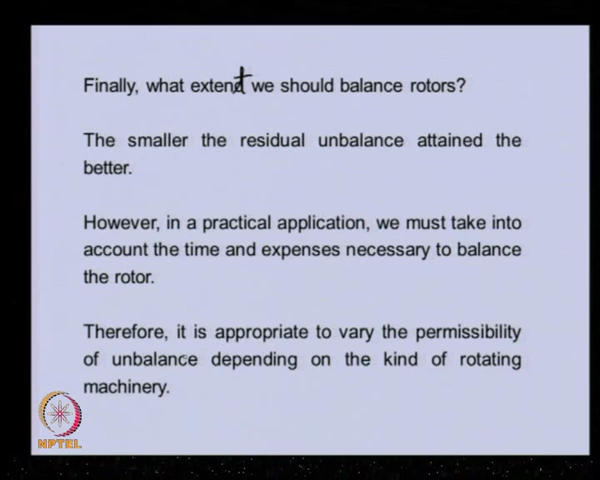 Finally, what extent we should balance rotors?
The smaller the residual unbalance attained the
better.
However, in a practical application, we must take into
account the time and expenses necessary to balance
the rotor.
Therefore, it is appropriate to vary the permissibility
of unbalance depending on the kind of rotating
machinery.
NPTEL